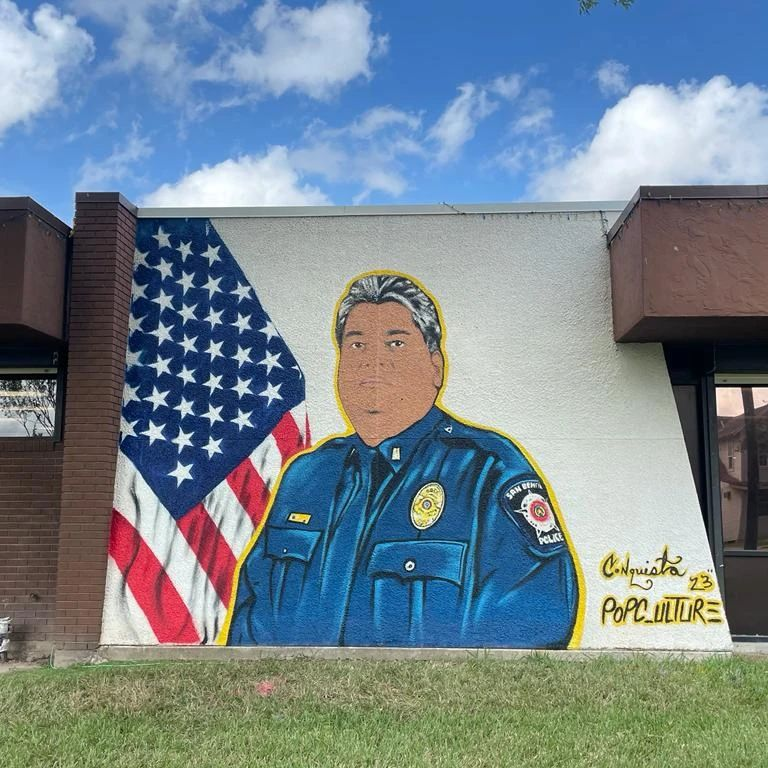 SAN BENITO
POLICE
Conquista
23"
POPC_ULTURE